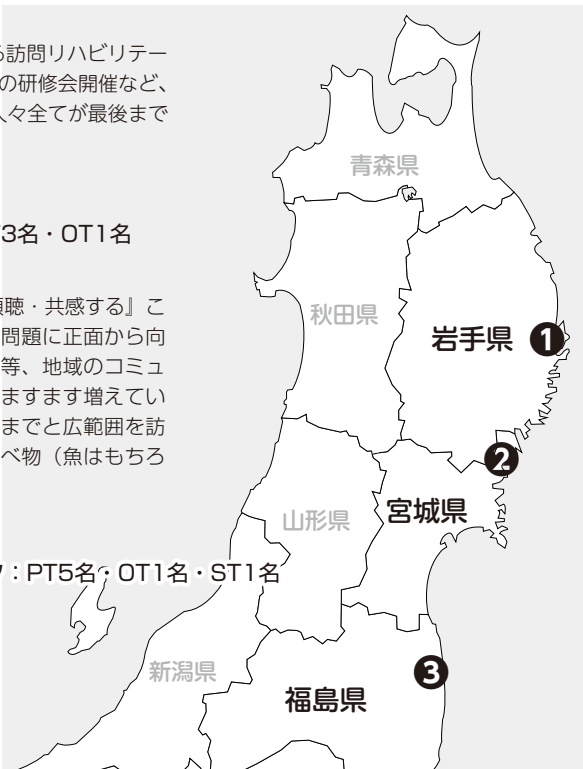 る訪問リハビリテー
の研修会開催など、
人々全てが最後まで
3名・OT1名
傾聴・共感する』こ
問題に正面から向
等、地域のコミュ
ますます増えてい
までと広範囲を訪
べ物（魚はもちろ
：PT5名・OT1名・ST1名
青森県
秋田県
岩手県 ❶
❷
宮城県
山形県
新潟県
❸
福島県